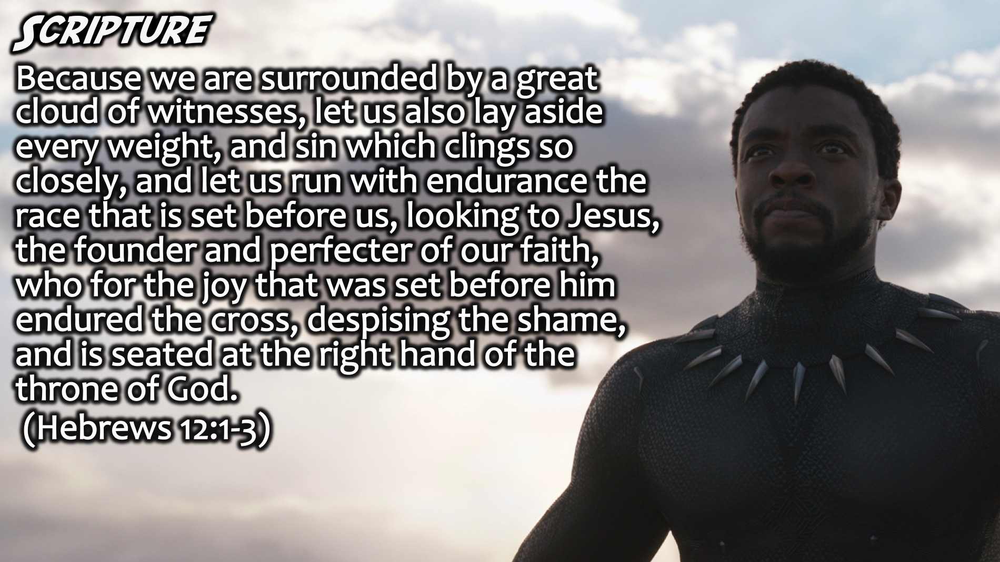 SCRIPTURE
Because we are surrounded by a great
cloud of witnesses, let us also lay aside
every weight, and sin which clings so
closely, and let us run with endurance the
race that is set before us, looking to Jesus,
the founder and perfecter of our faith,
who for the joy that was set before him
endured the cross, despising the shame,
and is seated at the right hand of the
throne of God.
(Hebrews 12:1-3)